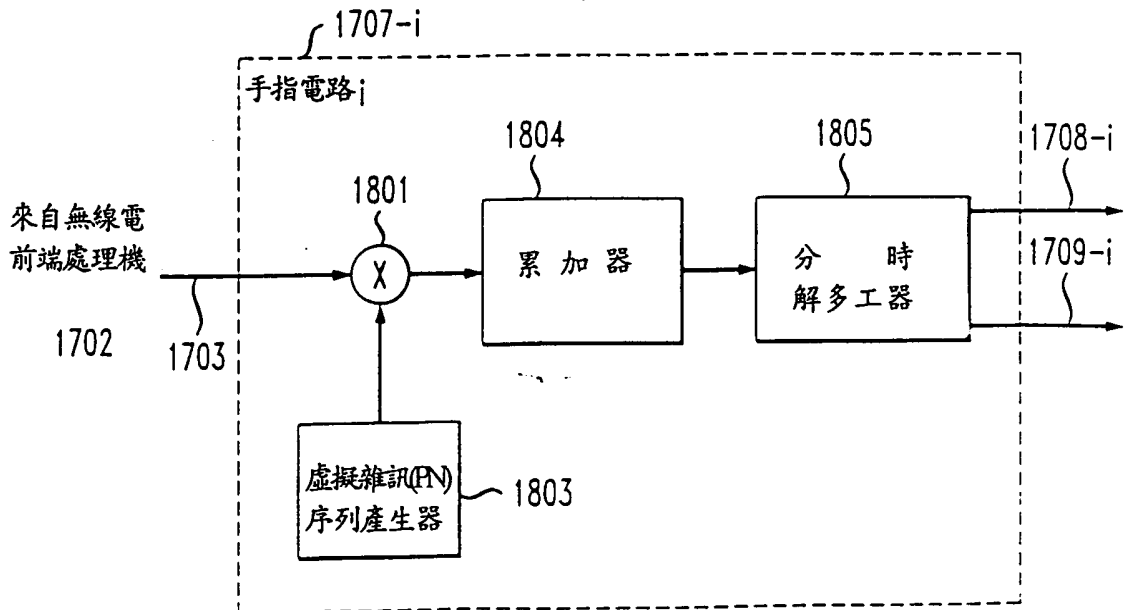 1707-i
手指電路i
1804
1805
1708-i
1801
來自無線電
前端處理機
X
累加器
分時
解多工器
1709-i
1702
1703
虛擬雜訊(PN)
序列產生器
1803